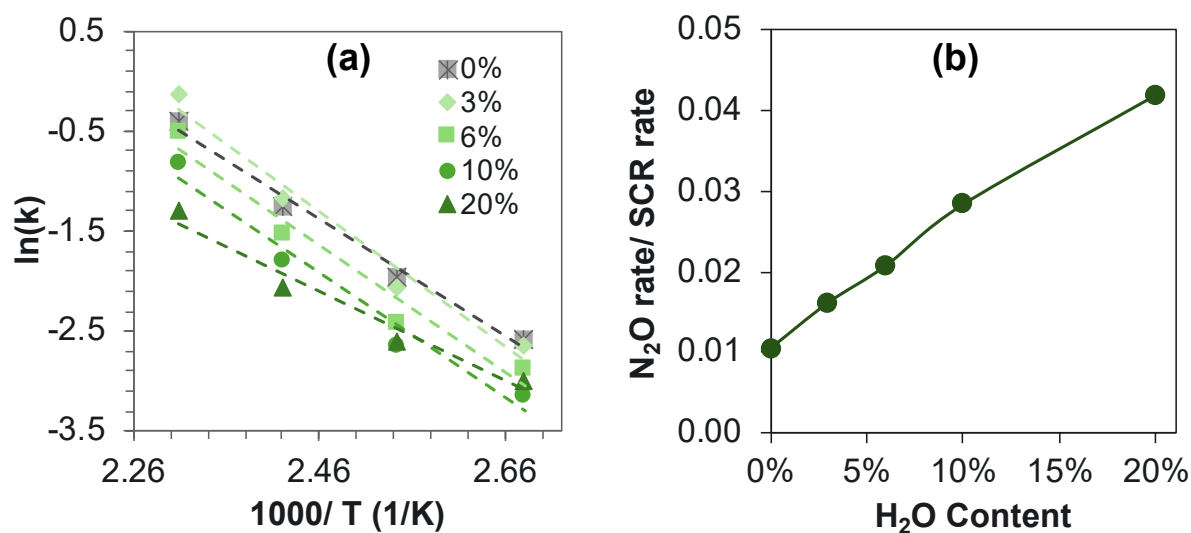 (a)
0.5
-0.5
-1.5
-2.5
-3.5
ln(k)
0%
3%
6%
10%
20%
2.26 2.46 2.66
1000/ T (1/K)
(b)
0.05
0.04
0.03
0.02
0.01
0.00
N₂O rate/ SCR rate
0% 5% 10% 15% 20%
H₂O Content